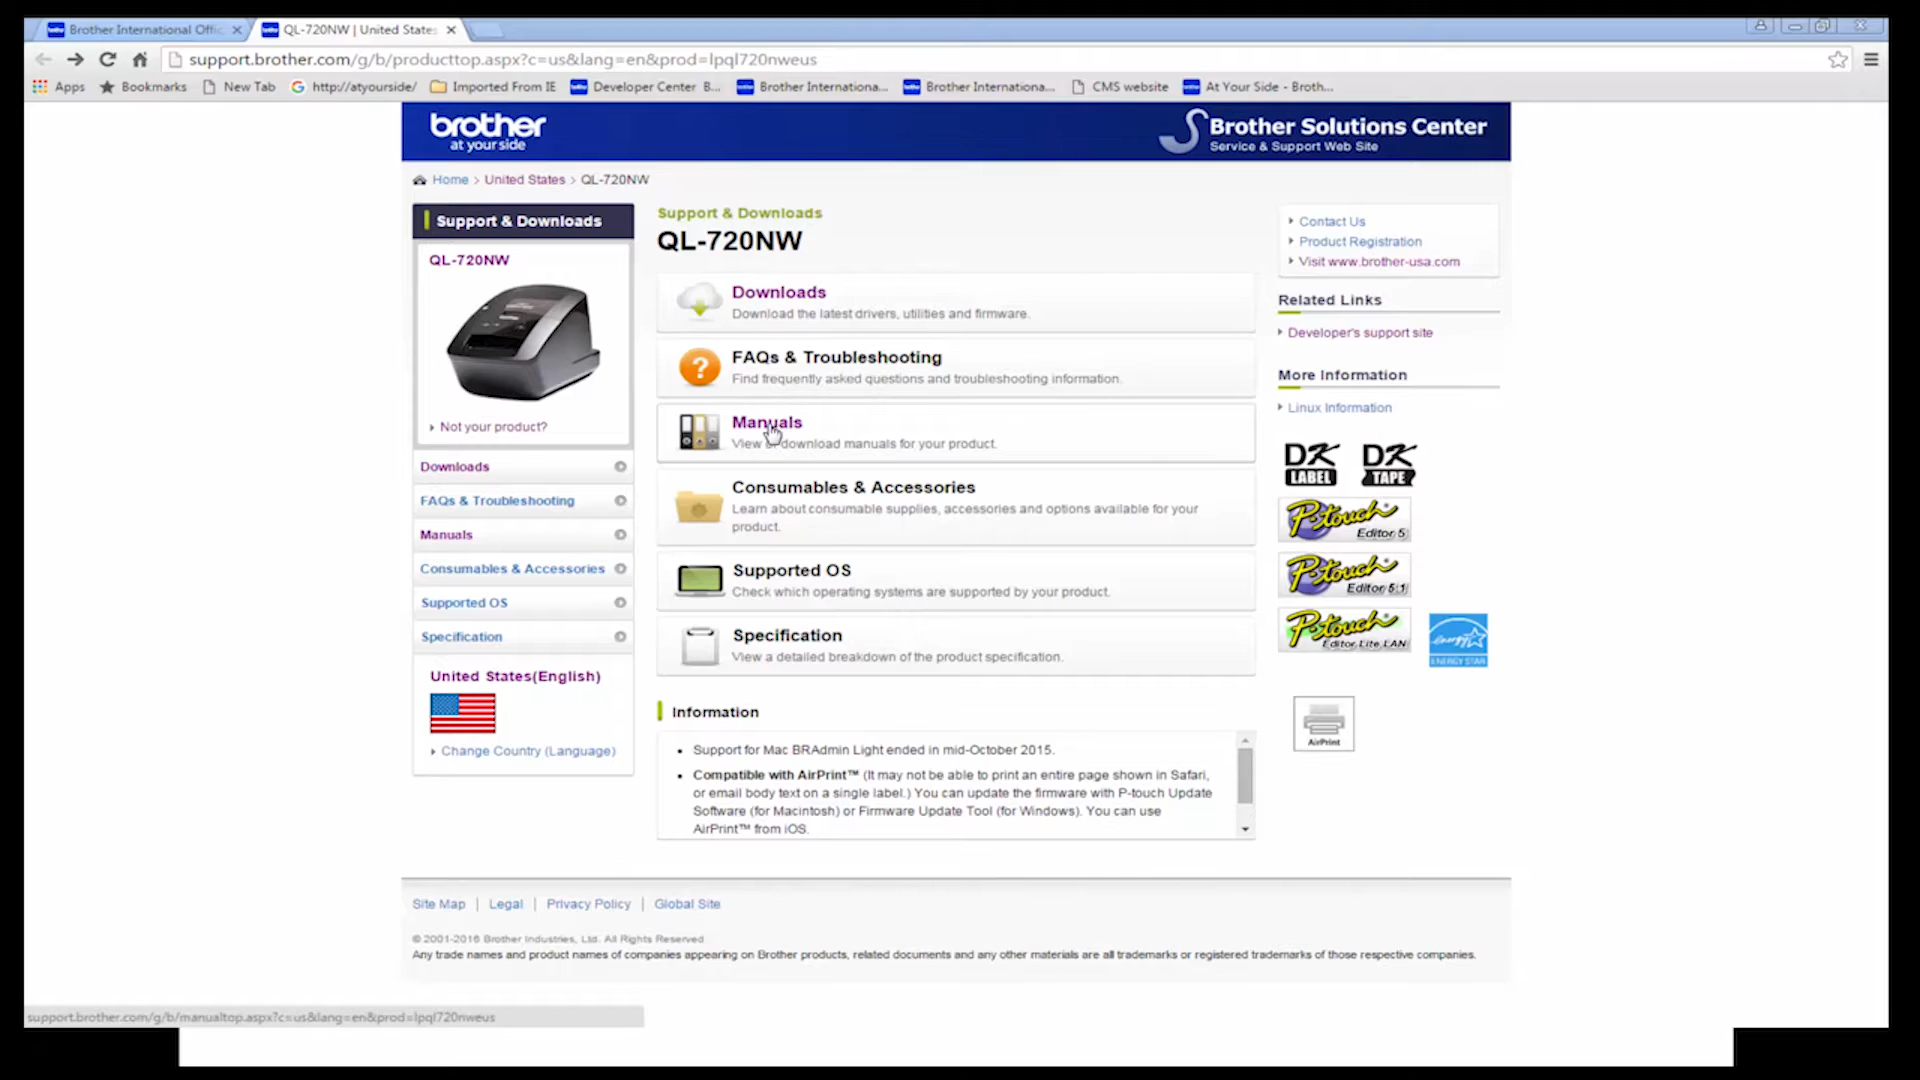 Brother International Offic
QL-720NW | United States
support.brother.com/g/b/producttop.aspx?c=us&lang=en&prod=lpql720nweus
Apps
Bookmarks
New Tab
http://atyourside/
Imported From IE
Developer Center B...
Brother Internationa...
Brother Internationa...
CMS website
At Your Side - Broth...
brother
at your side
Brother Solutions Center
Service & Support Web Site
Home > United States > QL-720NW
Support & Downloads
QL-720NW
Not your product?
Downloads
FAQs & Troubleshooting
Manuals
Consumables & Accessories
Supported OS
Specification
United States(English)
Change Country (Language)
Support & Downloads
QL-720NW
Downloads
Download the latest drivers, utilities and firmware.
FAQs & Troubleshooting
Find frequently asked questions and troubleshooting information.
Manuals
View or download manuals for your product.
Consumables & Accessories
Learn about consumable supplies, accessories and options available for your
product.
Supported OS
Check which operating systems are supported by your product.
Specification
View a detailed breakdown of the product specification.
Information
Support for Mac BRAdmin Light ended in mid-October 2015.
Compatible with AirPrint™ (It may not be able to print an entire page shown in Safari,
or email body text on a single label.) You can update the firmware with P-touch Update
Software (for Macintosh) or Firmware Update Tool (for Windows). You can use
AirPrint™ from iOS.
Contact Us
Product Registration
Visit www.brother-usa.com
Related Links
Developer's support site
More Information
Linux Information
DK LABEL
DK TAPE
P-touch
Editor 5
P-touch
Editor 5.1
P-touch
Editor Lite LAN
energy
ENERGY STAR
AirPrint
Site Map | Legal | Privacy Policy | Global Site
© 2001-2016 Brother Industries, Ltd. All Rights Reserved
Any trade names and product names of companies appearing on Brother products, related documents and any other materials are all trademarks or registered trademarks of those respective companies.
support.brother.com/g/b/manualtop.aspx?c=us&lang=en&prod=lpql720nweus